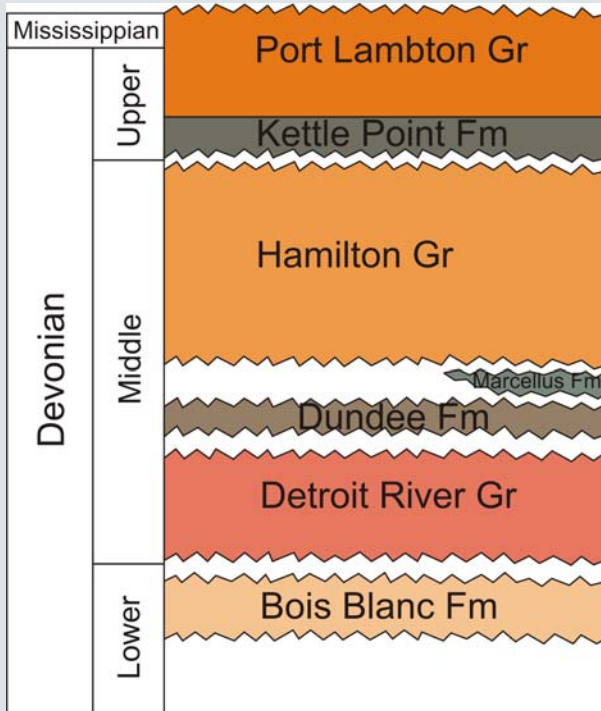 Mississippian
Port Lambton Gr
Upper
Kettle Point Fm
Devonian
Middle
Hamilton Gr
Marcellus Fm
Dundee Fm
Detroit River Gr
Lower
Bois Blanc Fm